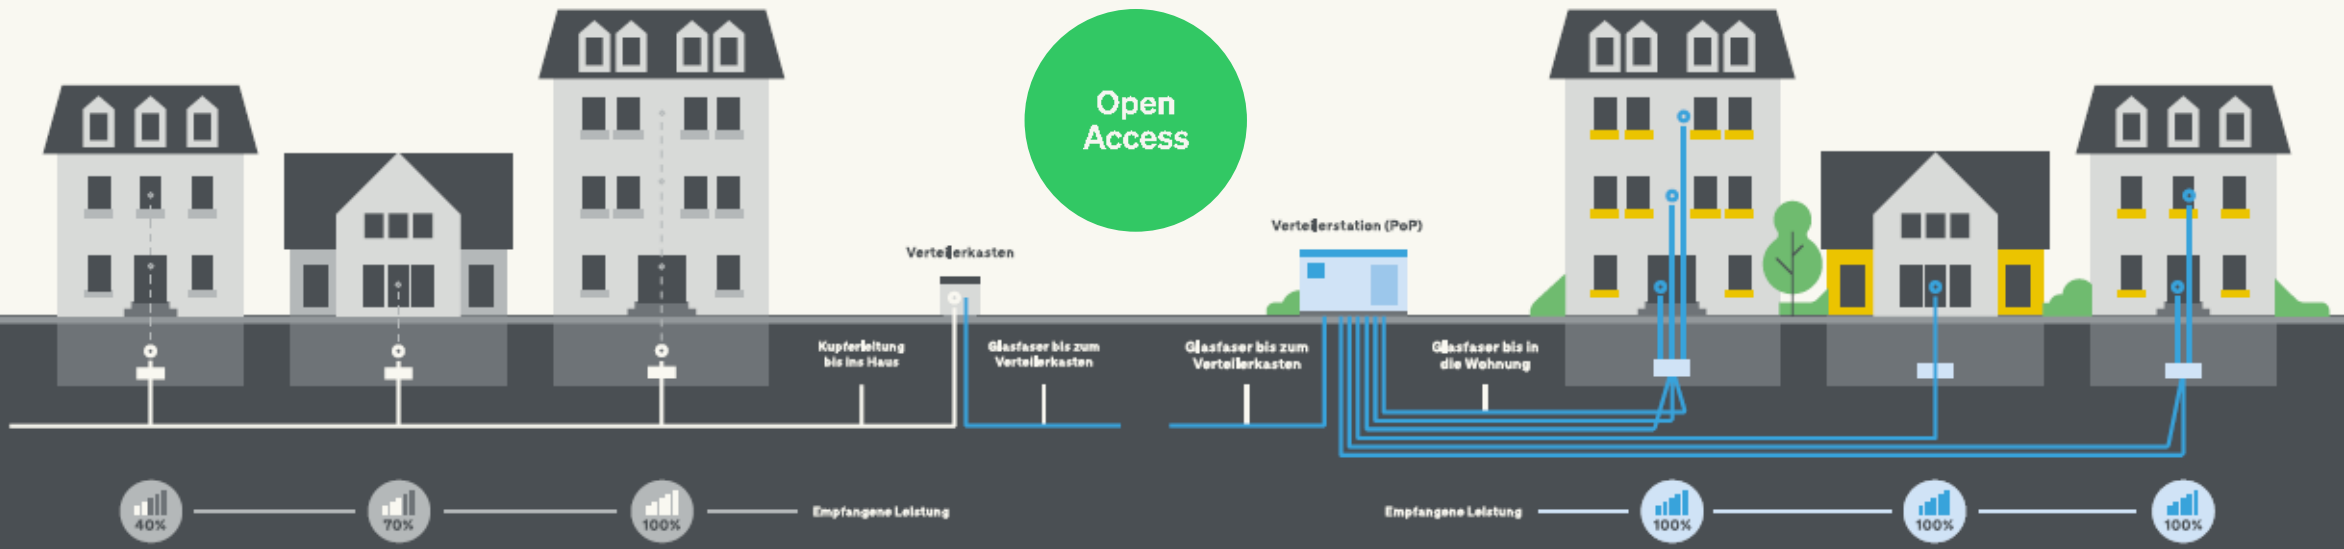 Open
Access
Verteilerkasten
Verteilerstation (PoP)
Kupferleitung
bis ins Haus
Glasfaser bis zum
Verteilerkasten
Glasfaser bis zum
Verteilerkasten
Glasfaser bis in
die Wohnung
40%
70%
100%
Empfangene Leistung
Empfangene Leistung
100%
100%
100%